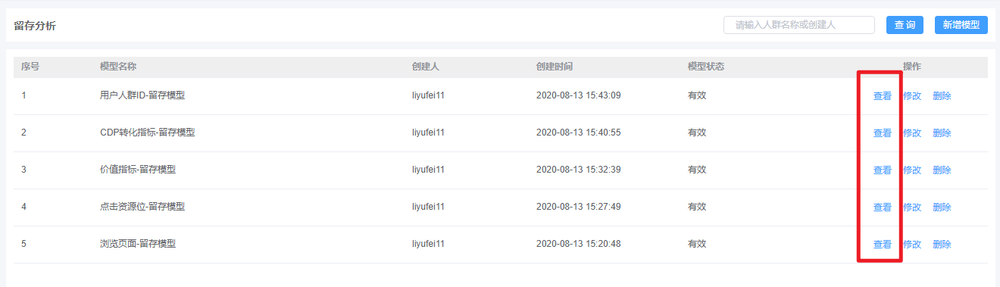 留存分析 请输入人群名称或创建人 查 询 新增模型
序号 模型名称 创建人 创建时间 模型状态 操作
1 用户人群ID-留存模型 liyufei11 2020-08-13 15:43:09 有效 查看 修改 删除
2 CDP转化指标-留存模型 liyufei11 2020-08-13 15:40:55 有效 查看 修改 删除
3 价值指标-留存模型 liyufei11 2020-08-13 15:32:39 有效 查看 修改 删除
4 点击资源位-留存模型 liyufei11 2020-08-13 15:27:49 有效 查看 修改 删除
5 浏览页面-留存模型 liyufei11 2020-08-13 15:20:48 有效 查看 修改 删除